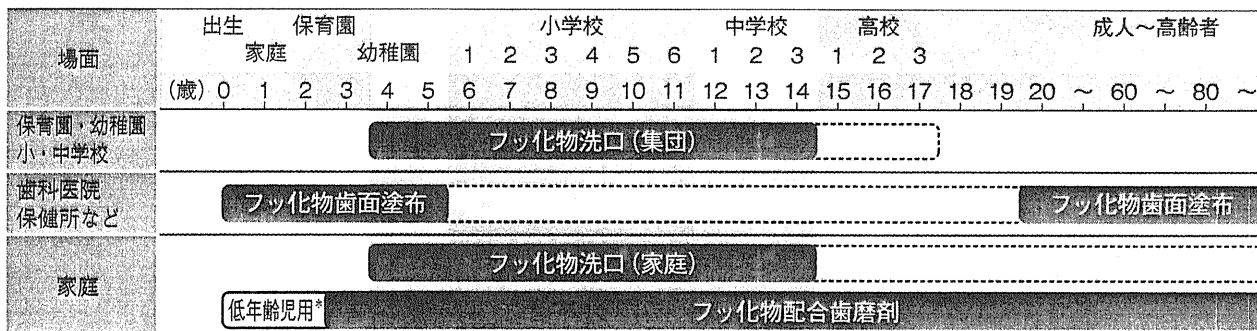 場面
出生 保育園 小学校 中学校 高校 成人〜高齢者
家庭 幼稚園 1 2 3 4 5 6 1 2 3 1 2 3
(歳) 0 1 2 3 4 5 6 7 8 9 10 11 12 13 14 15 16 17 18 19 20 〜 60 〜 80 〜
保育園・幼稚園
小・中学校
フッ化物洗口(集団)
歯科医院
保健所など
フッ化物歯面塗布 フッ化物歯面塗布
家庭
フッ化物洗口(家庭)
低年齢児用* フッ化物配合歯磨剤